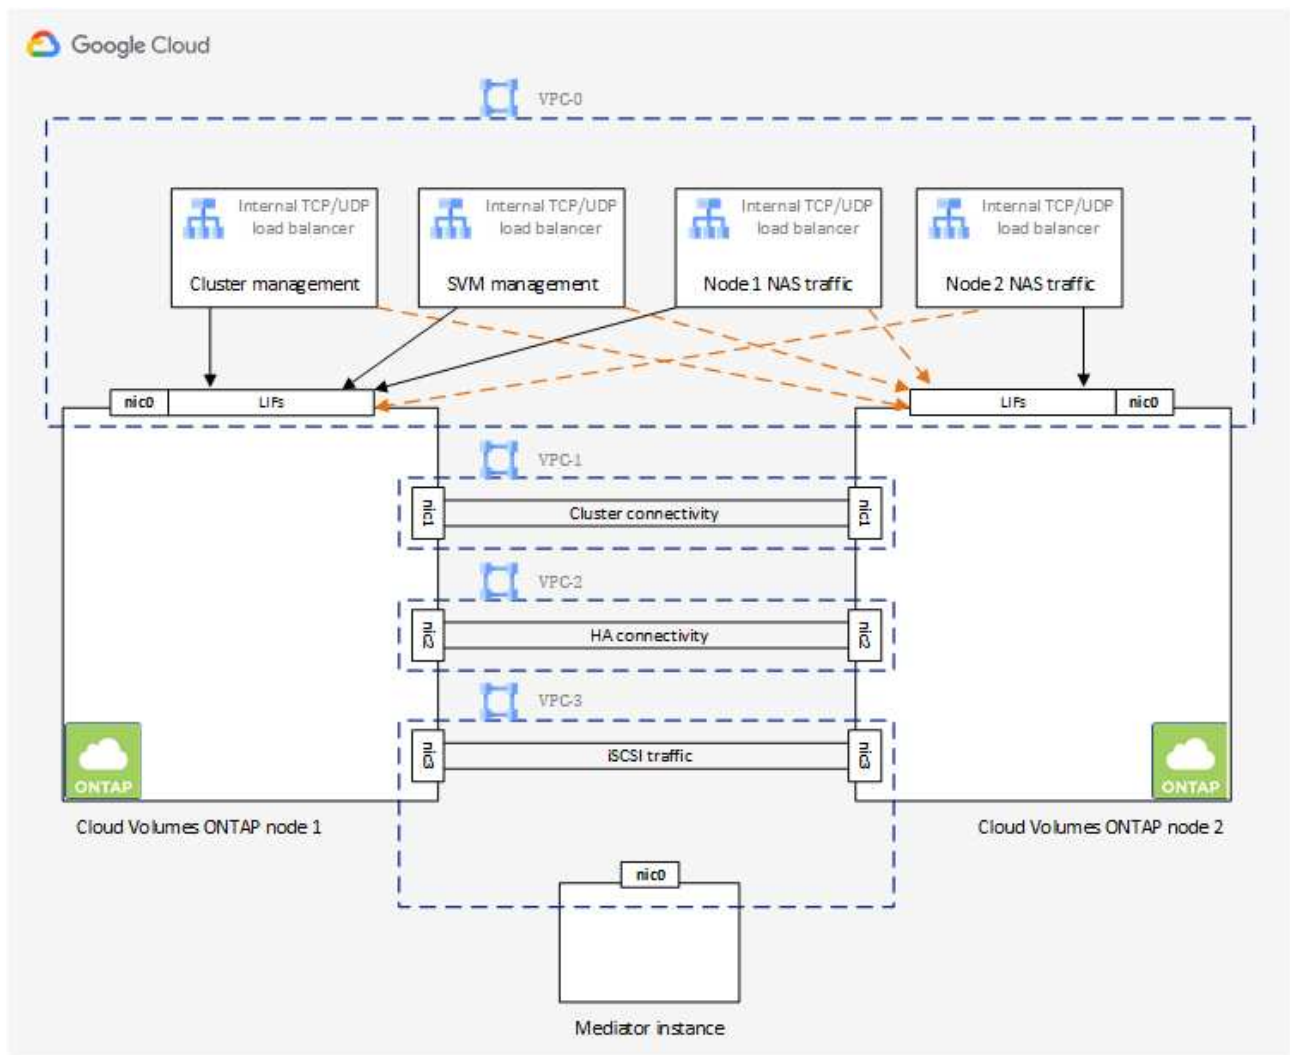 Google Cloud
VPC-0
Internal TCP/UDP
load balancer
Cluster management
Internal TCP/UDP
load balancer
SVM management
Internal TCP/UDP
load balancer
Node 1 NAS traffic
Internal TCP/UDP
load balancer
Node 2 NAS traffic
nic0
LIFs
LIFs
nic0
VPC-1
nic1
Cluster connectivity
nic1
VPC-2
nic2
HA connectivity
nic2
VPC-3
nic3
iSCSI traffic
nic3
ONTAP
ONTAP
Cloud Volumes ONTAP node 1
Cloud Volumes ONTAP node 2
nic0
Mediator instance